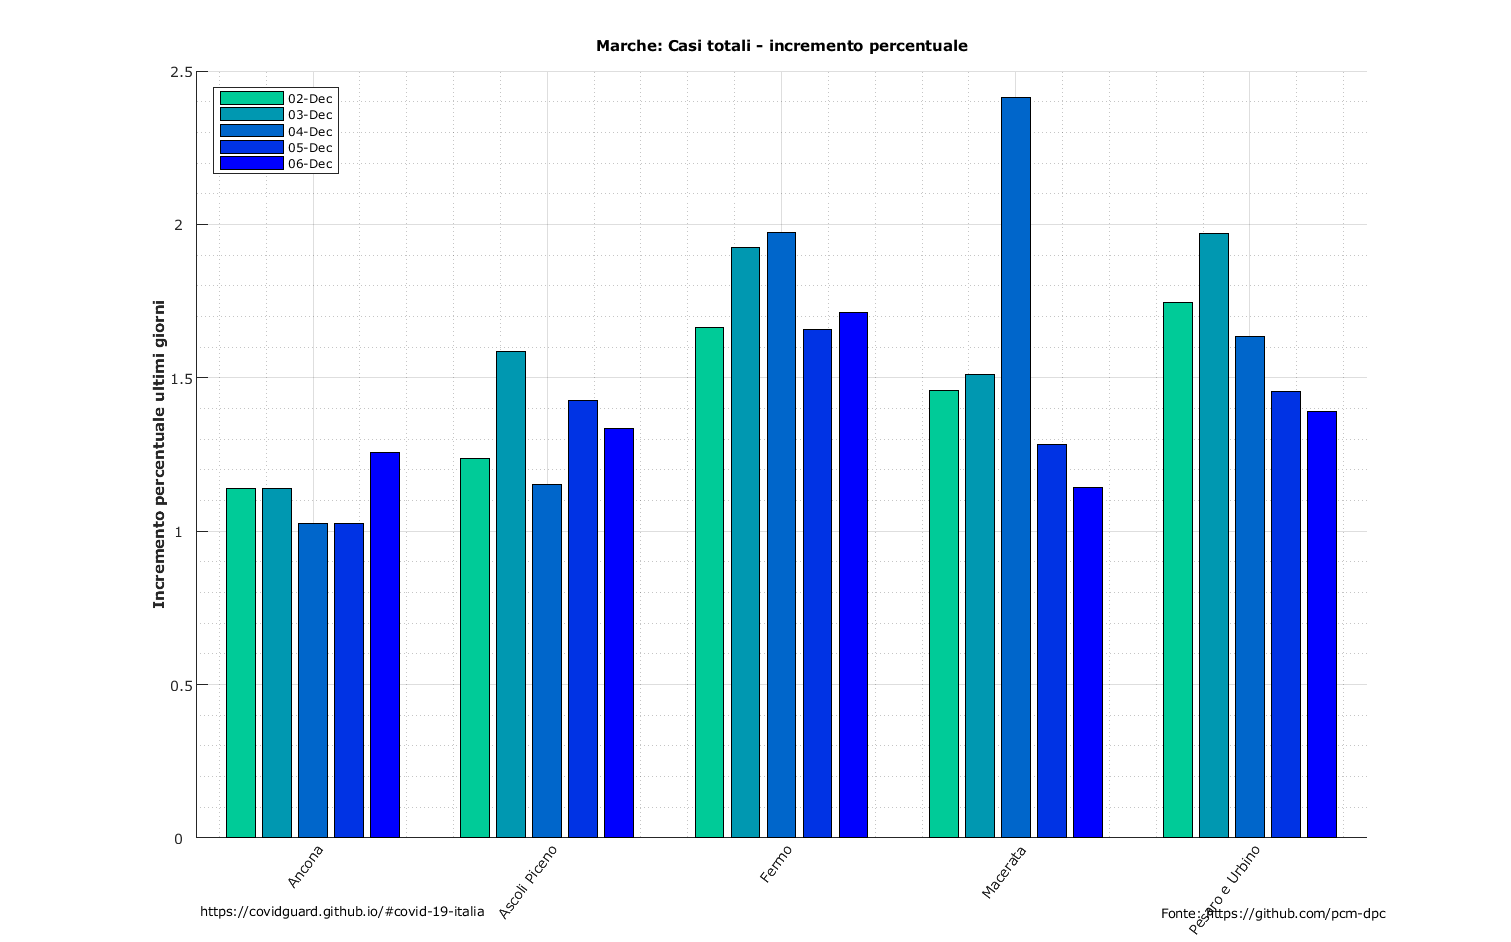 Marche: Casi totali - incremento percentuale
2.5
2
1.5
1
0.5
0
Incremento percentuale ultimi giorni
02-Dec
03-Dec
04-Dec
05-Dec
06-Dec
Ancona
Ascoli Piceno
Fermo
Macerata
Pesaro e Urbino
https://covidguard.github.io/#covid-19-italia
Fonte: https://github.com/pcm-dpc